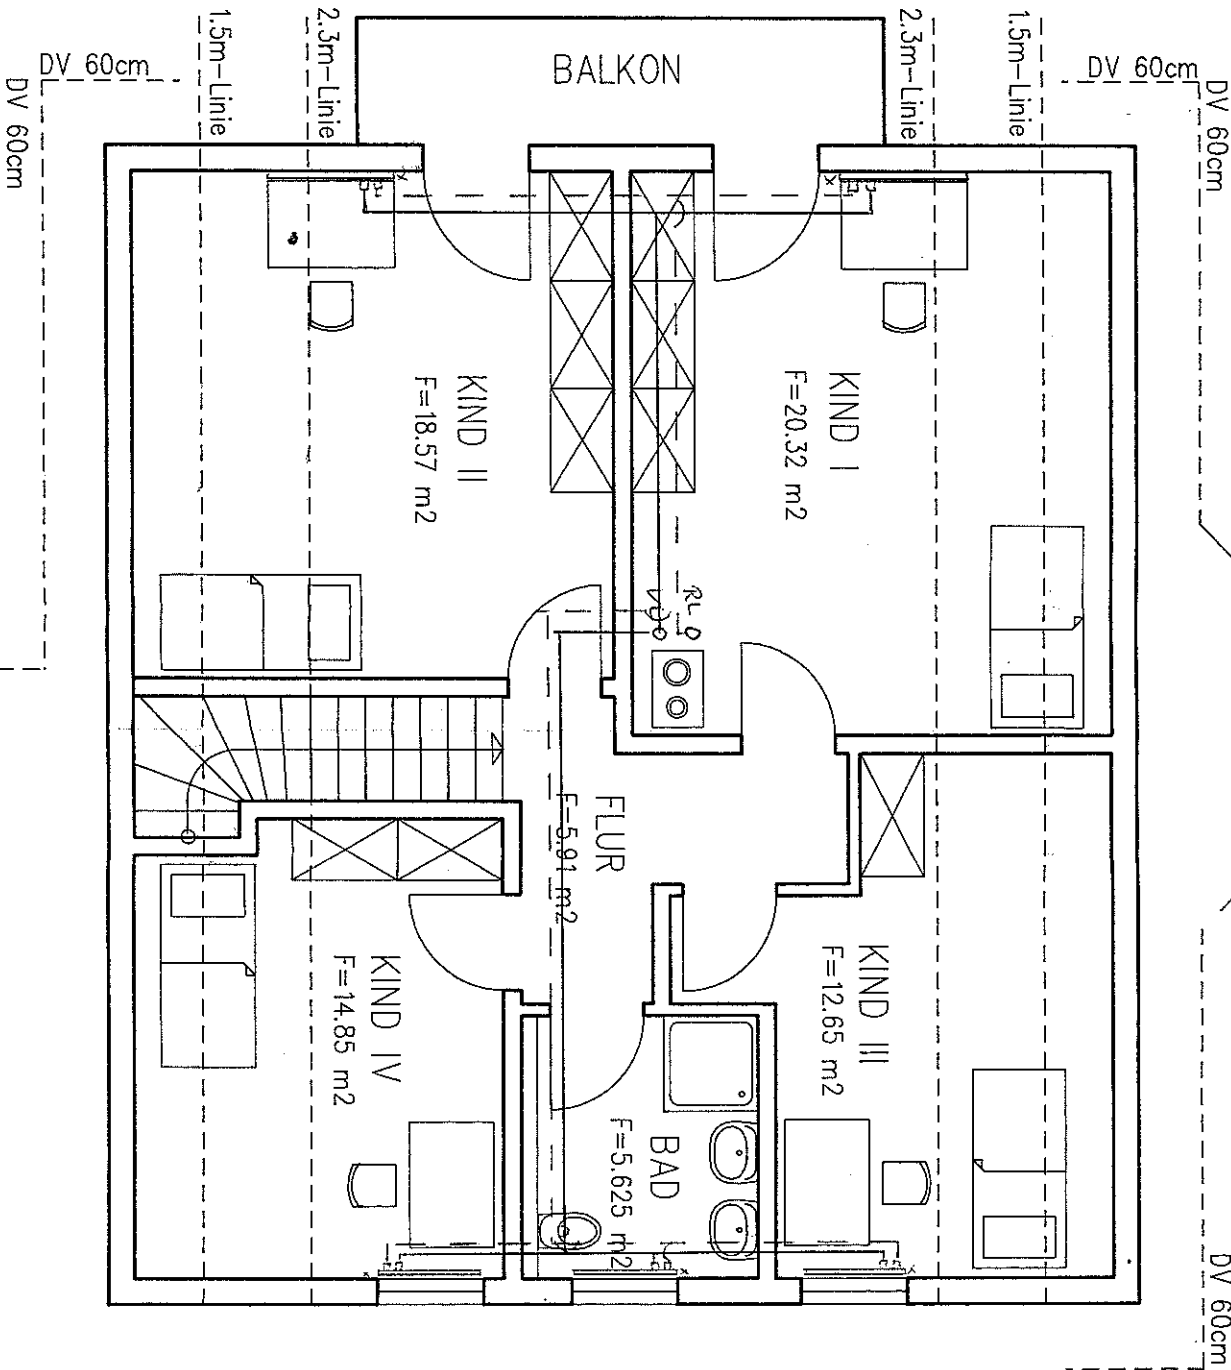 1.5m-Linie
2.3m-Linie
BALKON
2.3m-Linie
1.5m-Linie
DV 60cm
DV 60cm
DV 60cm
DV 60cm
KIND II
F=18.57 m2
KIND I
F=20.32 m2
RL
VL
FLUR
F=5.91 m2
KIND IV
F=14.85 m2
BAD
F=5.625 m2
KIND III
F=12.65 m2
DV 60cm